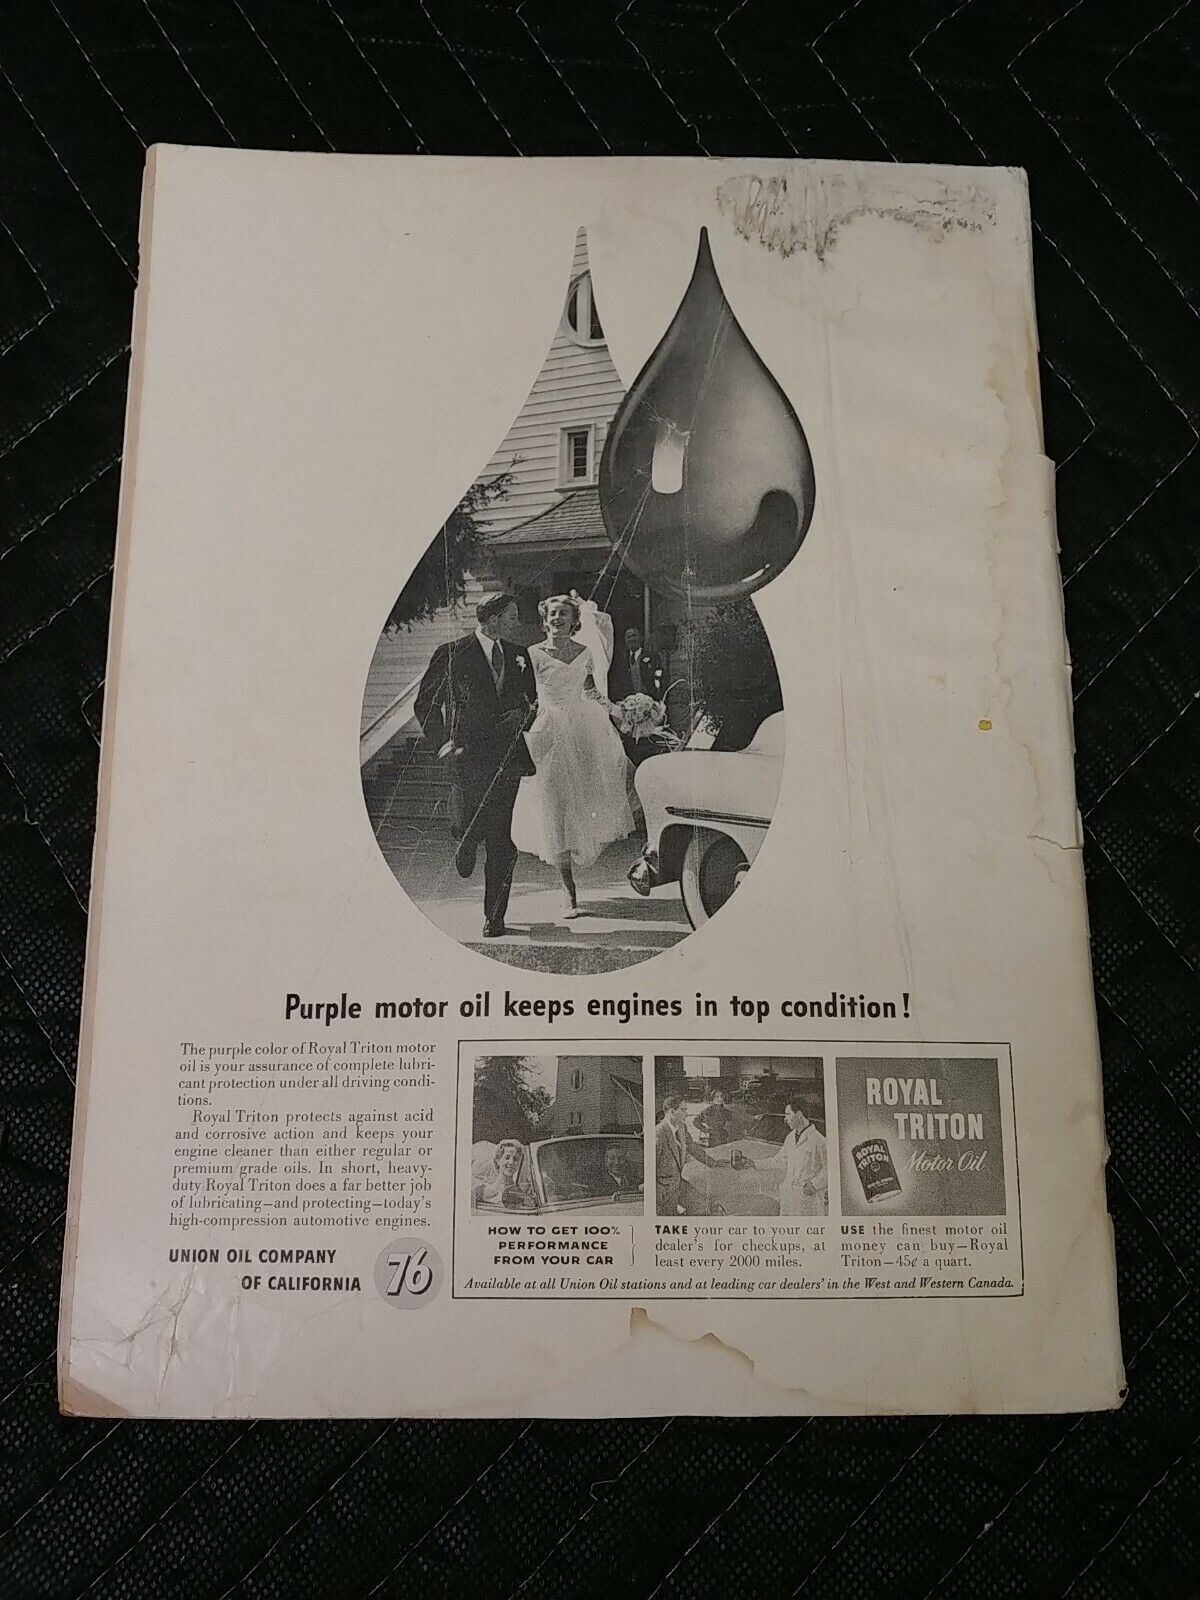 Purple motor oil keeps engines in top condition!
The purple color of Royal Triton motor
oil is your assurance of complete lubri-
cant protection under all driving condi-
tions.
Royal Triton protects against acid
and corrosive action and keeps your
engine cleaner than either regular or
premium grade oils. In short, heavy-
duty Royal Triton does a far better job
of lubricating—and protecting—today's
high-compression automotive engines.
UNION OIL COMPANY
OF CALIFORNIA
76
HOW TO GET 100%
PERFORMANCE
FROM YOUR CAR
TAKE your car to your car
dealer's for checkups, at
least every 2000 miles.
ROYAL
TRITON
Motor Oil
ROYAL
TRITON
USE the finest motor oil
money can buy—Royal
Triton—45¢ a quart.
Available at all Union Oil stations and at leading car dealers' in the West and Western Canada.